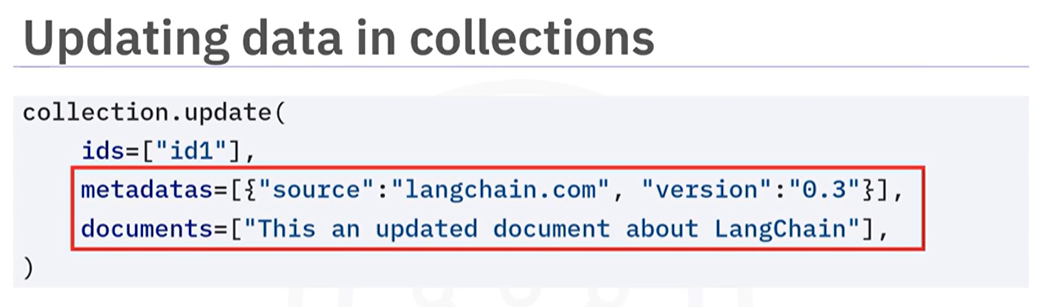 Updating data in collections
collection.update(
ids=["id1"],
metadatas=[{"source":"langchain.com", "version":"0.3"}],
documents=["This an updated document about LangChain"],
)